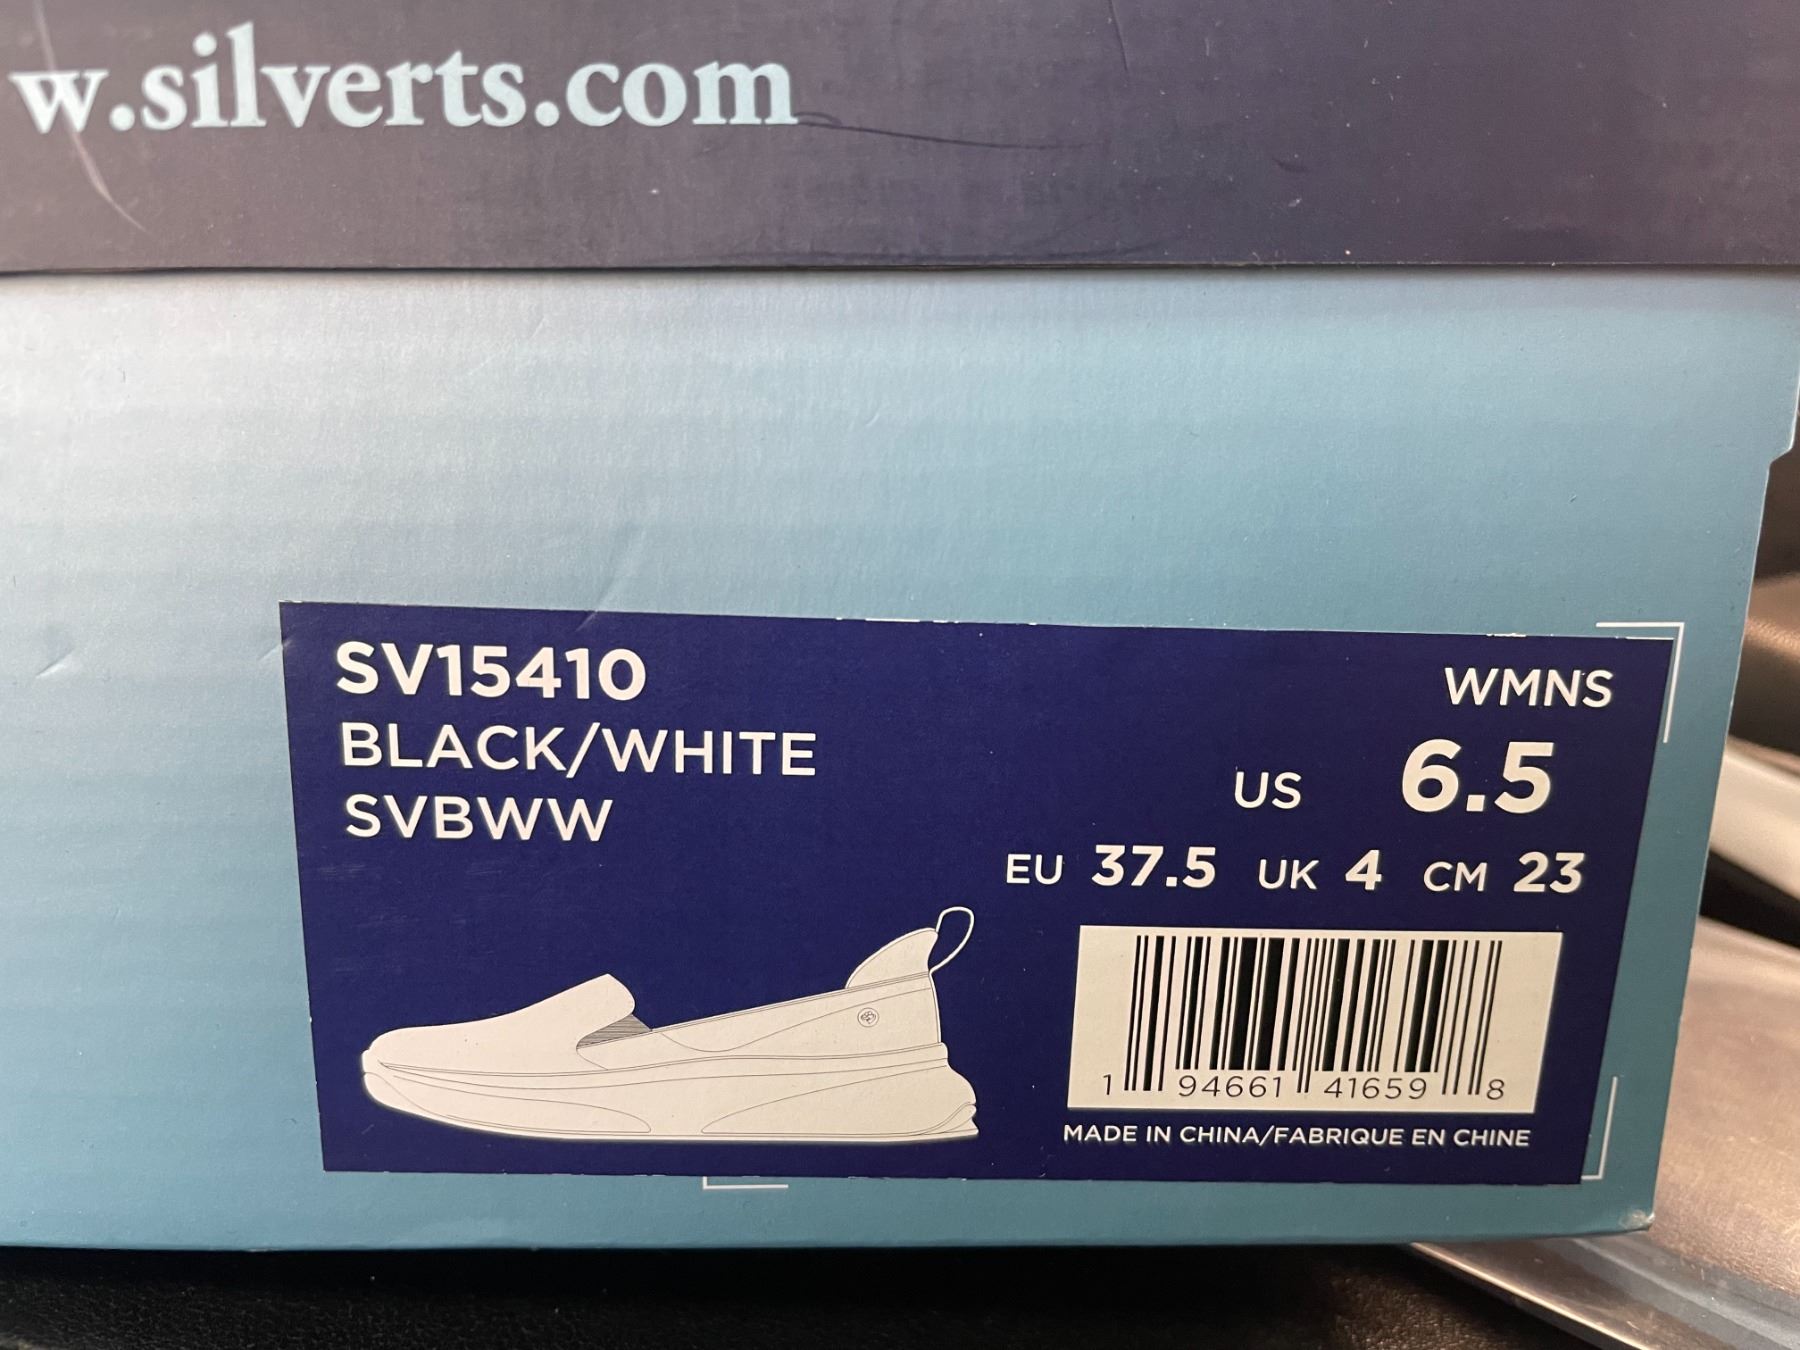 w.silverts.com
SV15410
BLACK/WHITE
SVBWW
WMNS
US 6.5
EU 37.5 UK 4 CM 23
1 94661 41659 8
MADE IN CHINA/FABRIQUE EN CHINE